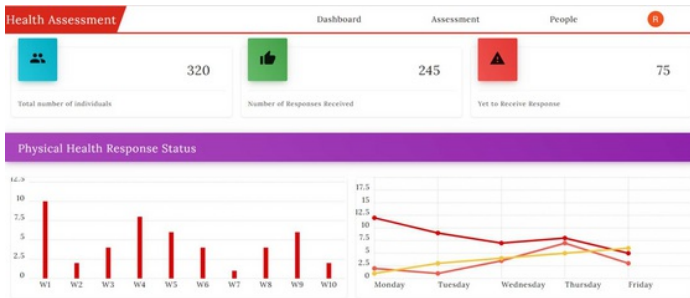 Health Assessment Dashboard Assessment People R
320 245 75
Total number of individuals Number of Responses Received Yet to Receive Response
Physical Health Response Status
12.5
10
7.5
5
2.5
0
W1 W2 W3 W4 W5 W6 W7 W8 W9 W10
17.5
15
12.5
10
7.5
5
2.5
0
Monday Tuesday Wednesday Thursday Friday